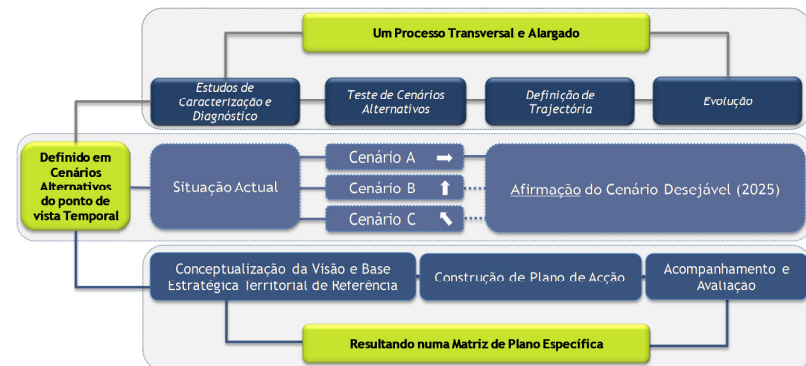 Um Processo Transversal e Alargado
Estudos de
Caracterização e
Diagnóstico
Teste de Cenários
Alternativos
Definição de
Trajectória
Evolução
Definido em
Cenários
Alternativos
do ponto de
vista Temporal
Situação Actual
Cenário A
Cenário B
Cenário C
Afirmação do Cenário Desejável (2025)
Conceptualização da Visão e Base
Estratégica Territorial de Referência
Construção de Plano de Acção
Acompanhamento e
Avaliação
Resultando numa Matriz de Plano Específica